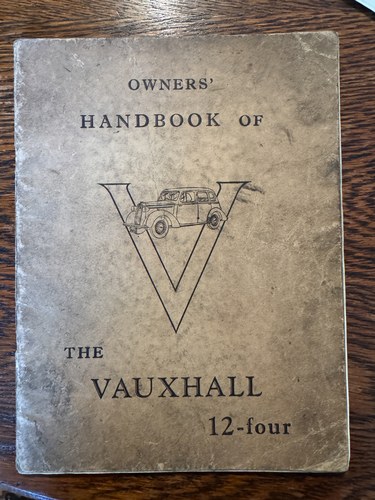 OWNERS'
HANDBOOK OF
V
THE
VAUXHALL
12-four